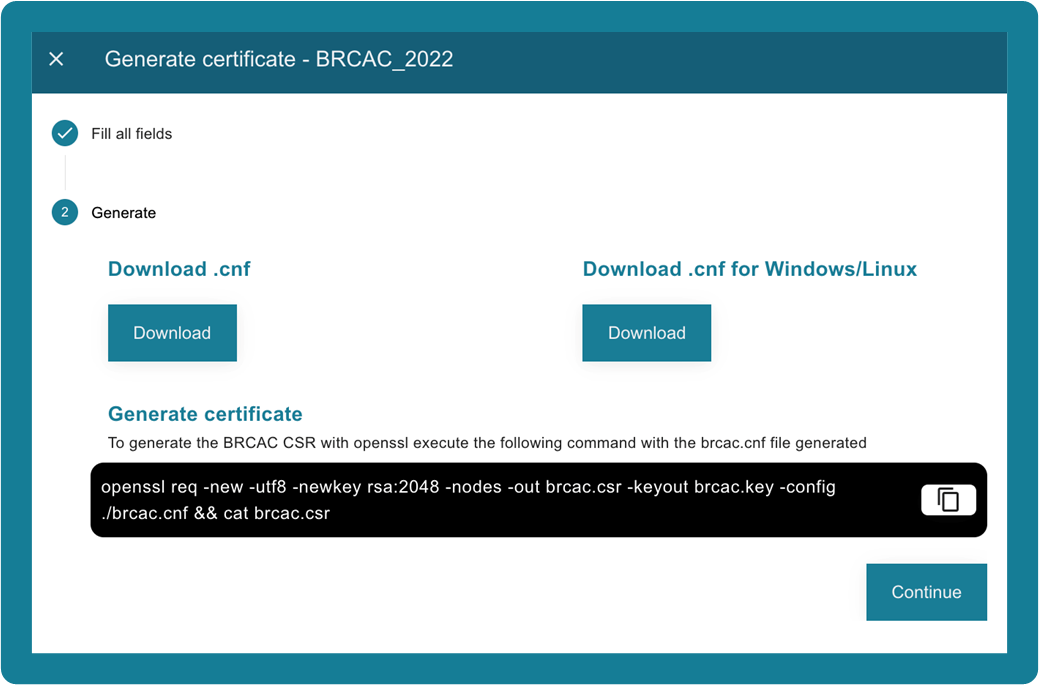 Generate certificate - BRCAC_2022
Fill all fields
2
Generate
Download .cnf
Download .cnf for Windows/Linux
Download
Download
Generate certificate
To generate the BRCAC CSR with openssl execute the following command with the brcac.cnf file generated
openssl req -new -utf8 -newkey rsa:2048 -nodes -out brcac.csr -keyout brcac.key -config
./brcac.cnf && cat brcac.csr
Continue